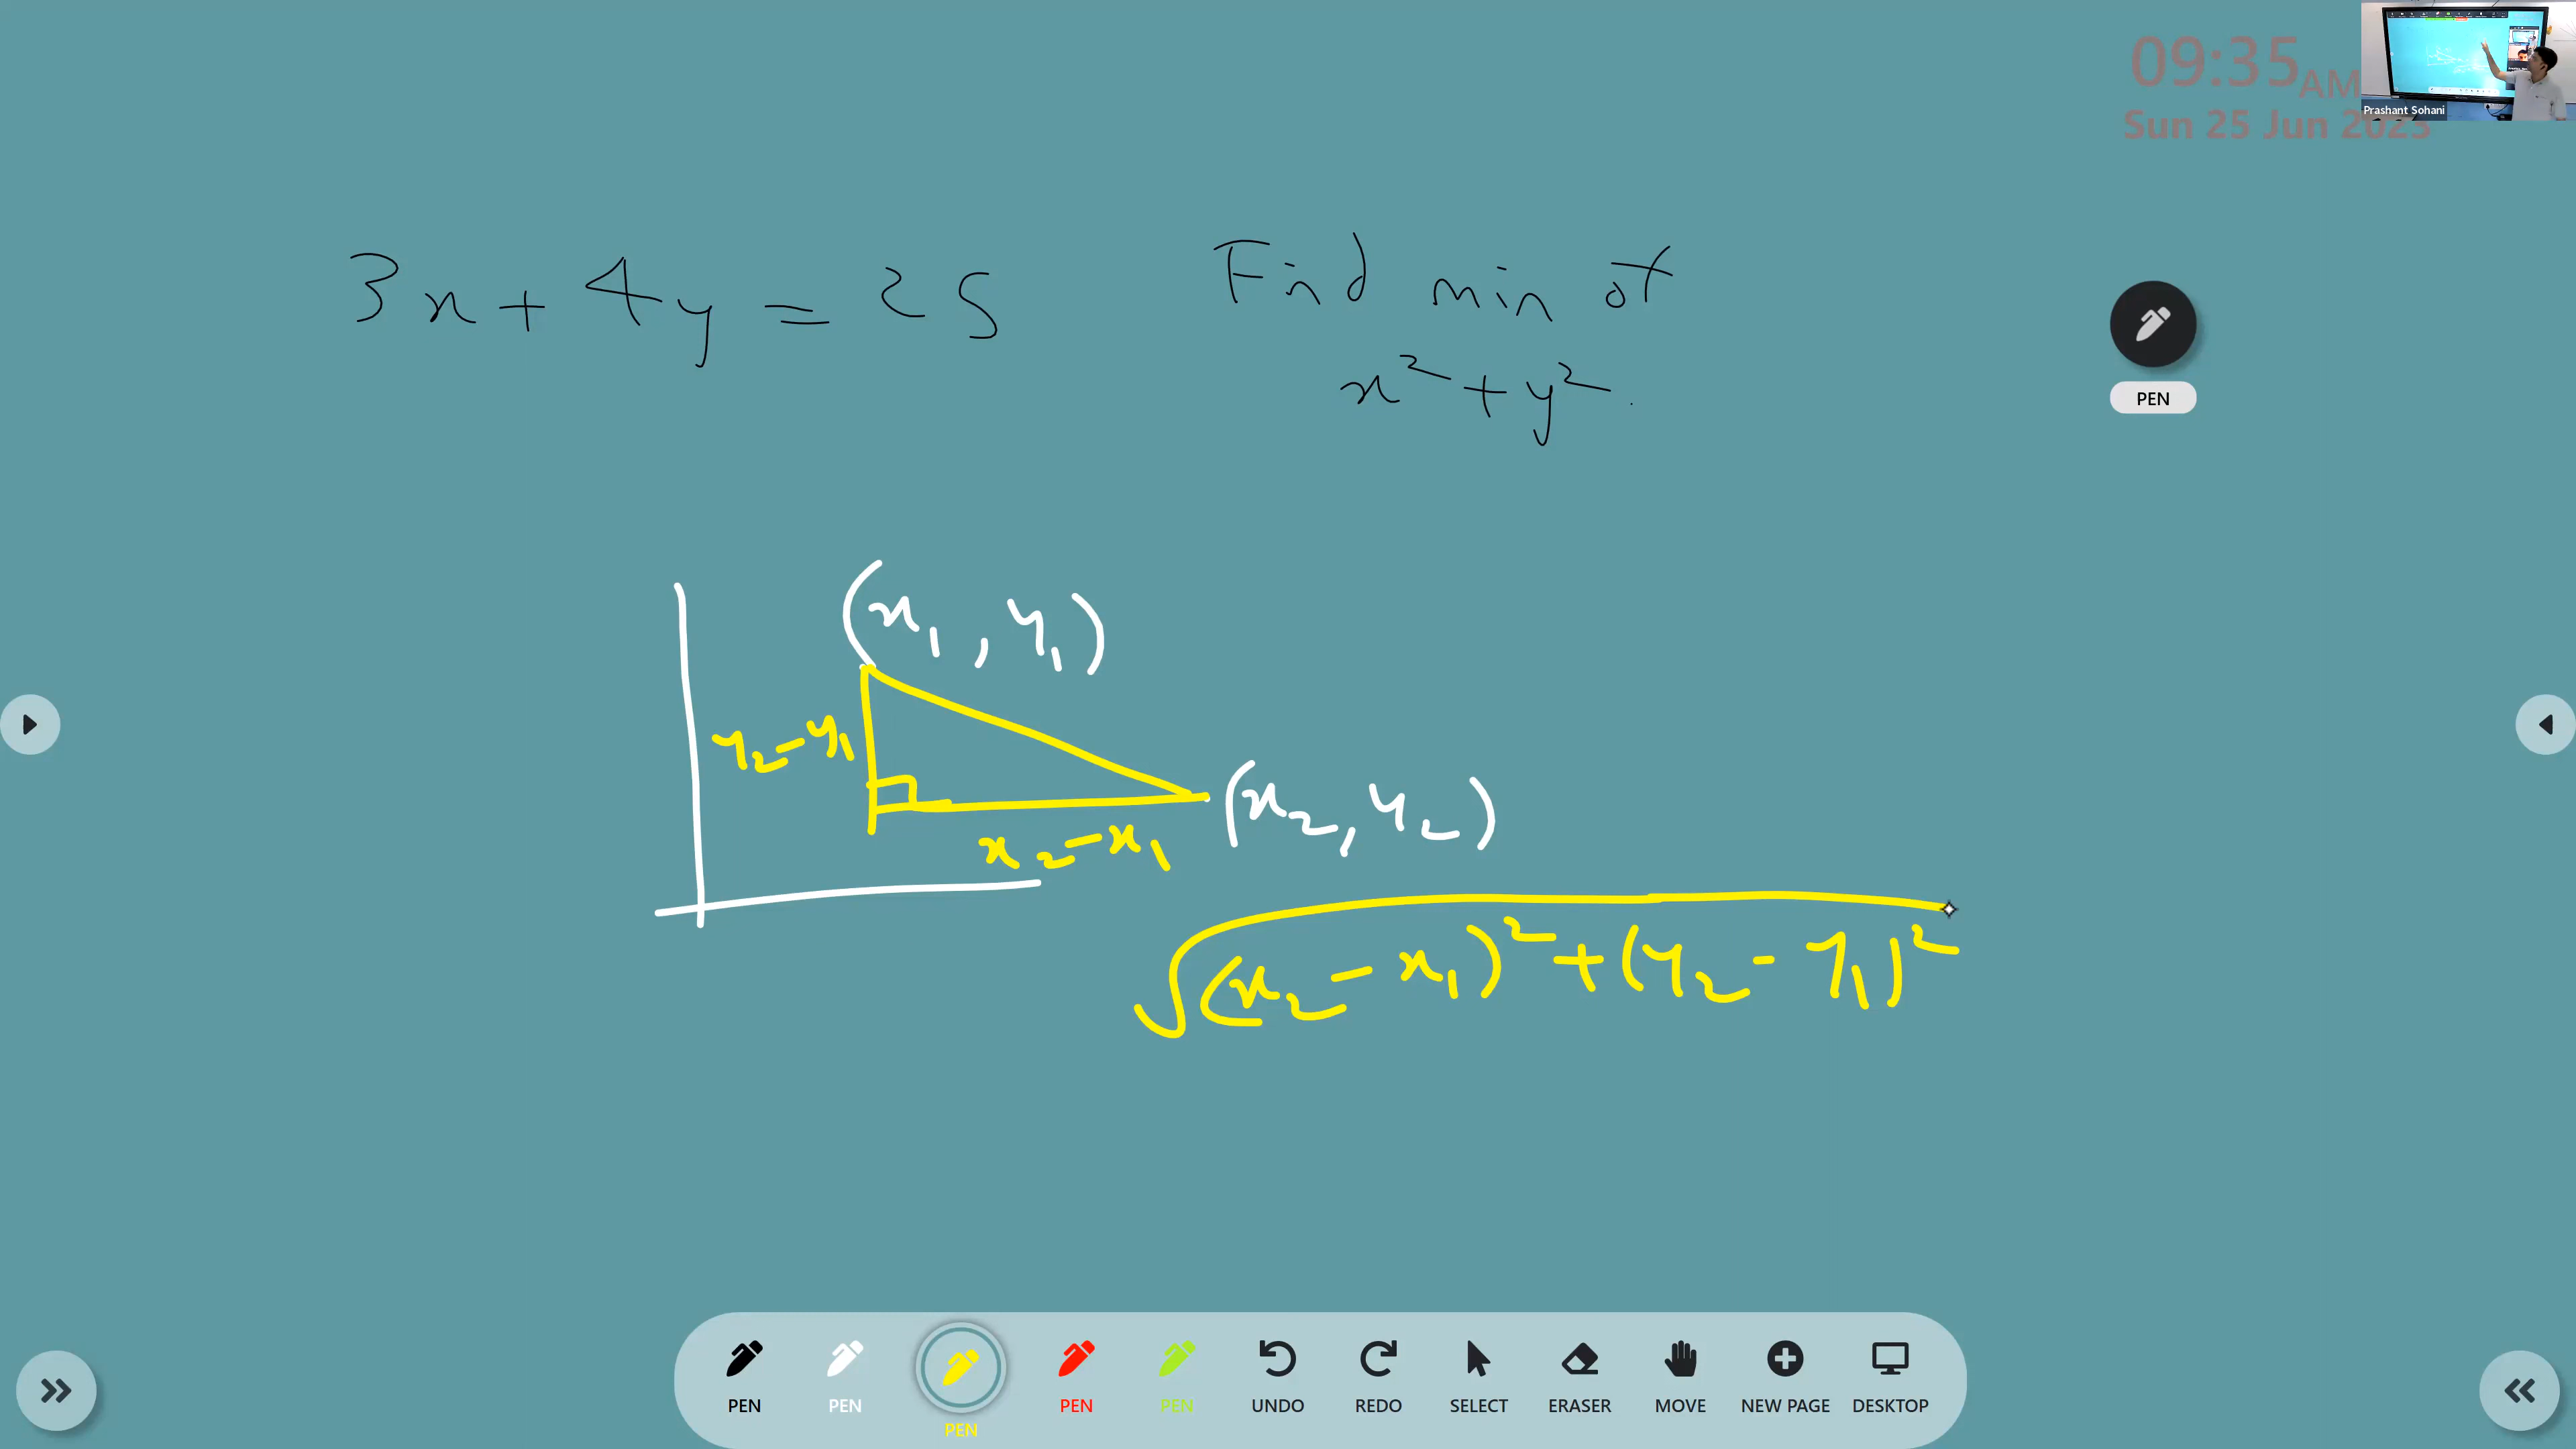 09:35AM
Sun 25 Jun 2023
Prashant Sohani
3x + 4y = 25
Find min of
x² + y².
PEN
(x₁, y₁)
y₂-y₁
(x₂, y₂)
x₂-x₁
√(x₂ - x₁)² + (y₂ - y₁)²
PEN PEN PEN PEN PEN UNDO REDO SELECT ERASER MOVE NEW PAGE DESKTOP